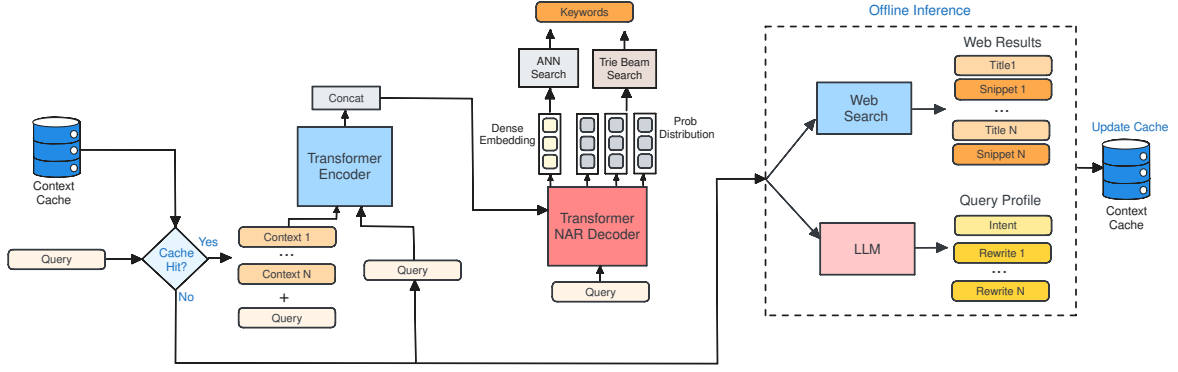 Keywords
Offline Inference
ANN
Search
Trie Beam
Search
Web Results
Title1
Snippet 1
...
Title N
Snippet N
Web
Search
Concat
Dense
Embedding
Prob
Distribution
Update Cache
Context
Cache
Transformer
Encoder
Context
Cache
Query
Cache
Hit?
Yes
No
Context 1
...
Context N
+
Query
Query
Transformer
NAR Decoder
Query
LLM
Query Profile
Intent
Rewrite 1
...
Rewrite N